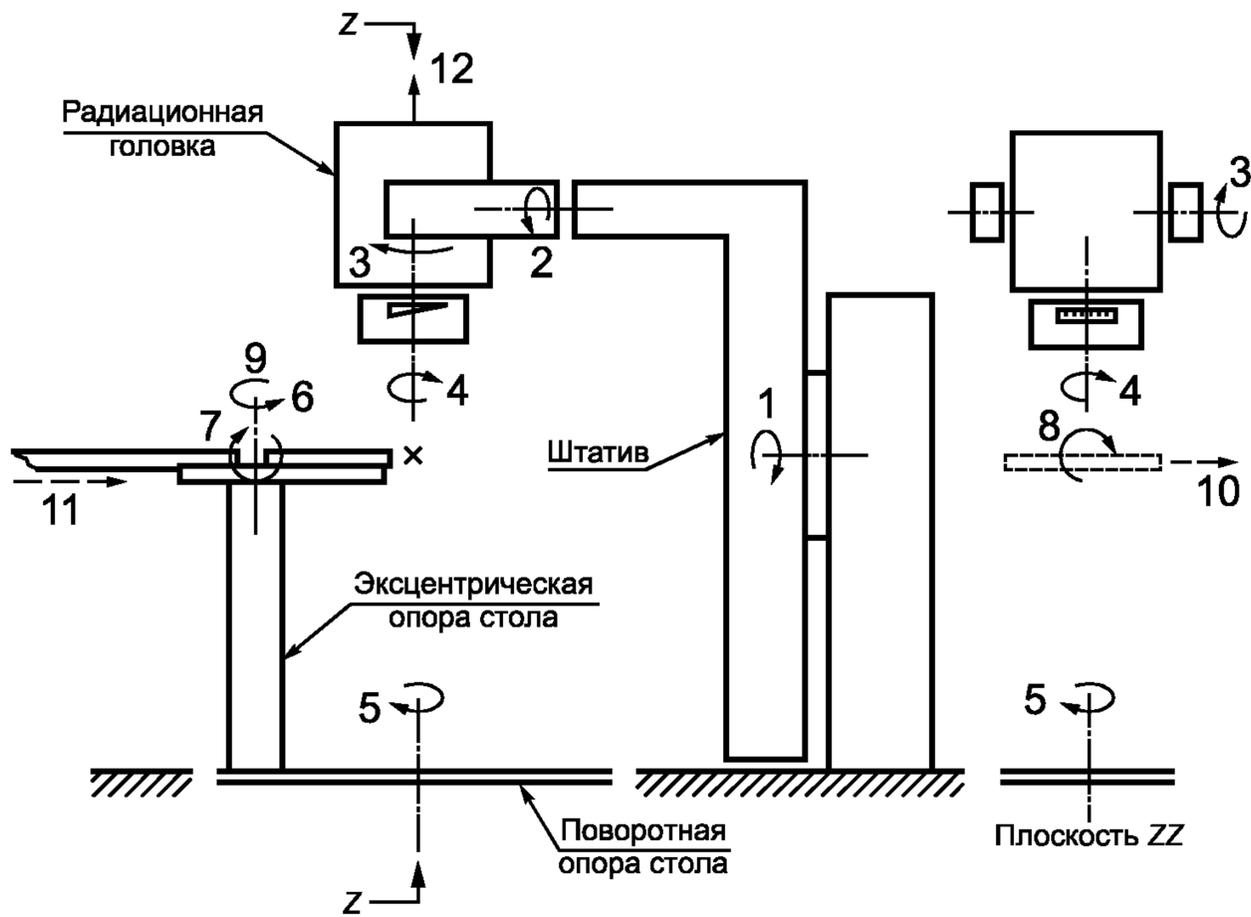 Z
12
Радиационная
головка
3
3
2
4
4
9
6
7
1
8
Штатив
11
10
Эксцентрическая
опора стола
5
5
Поворотная
опора стола
Плоскость ZZ
Z